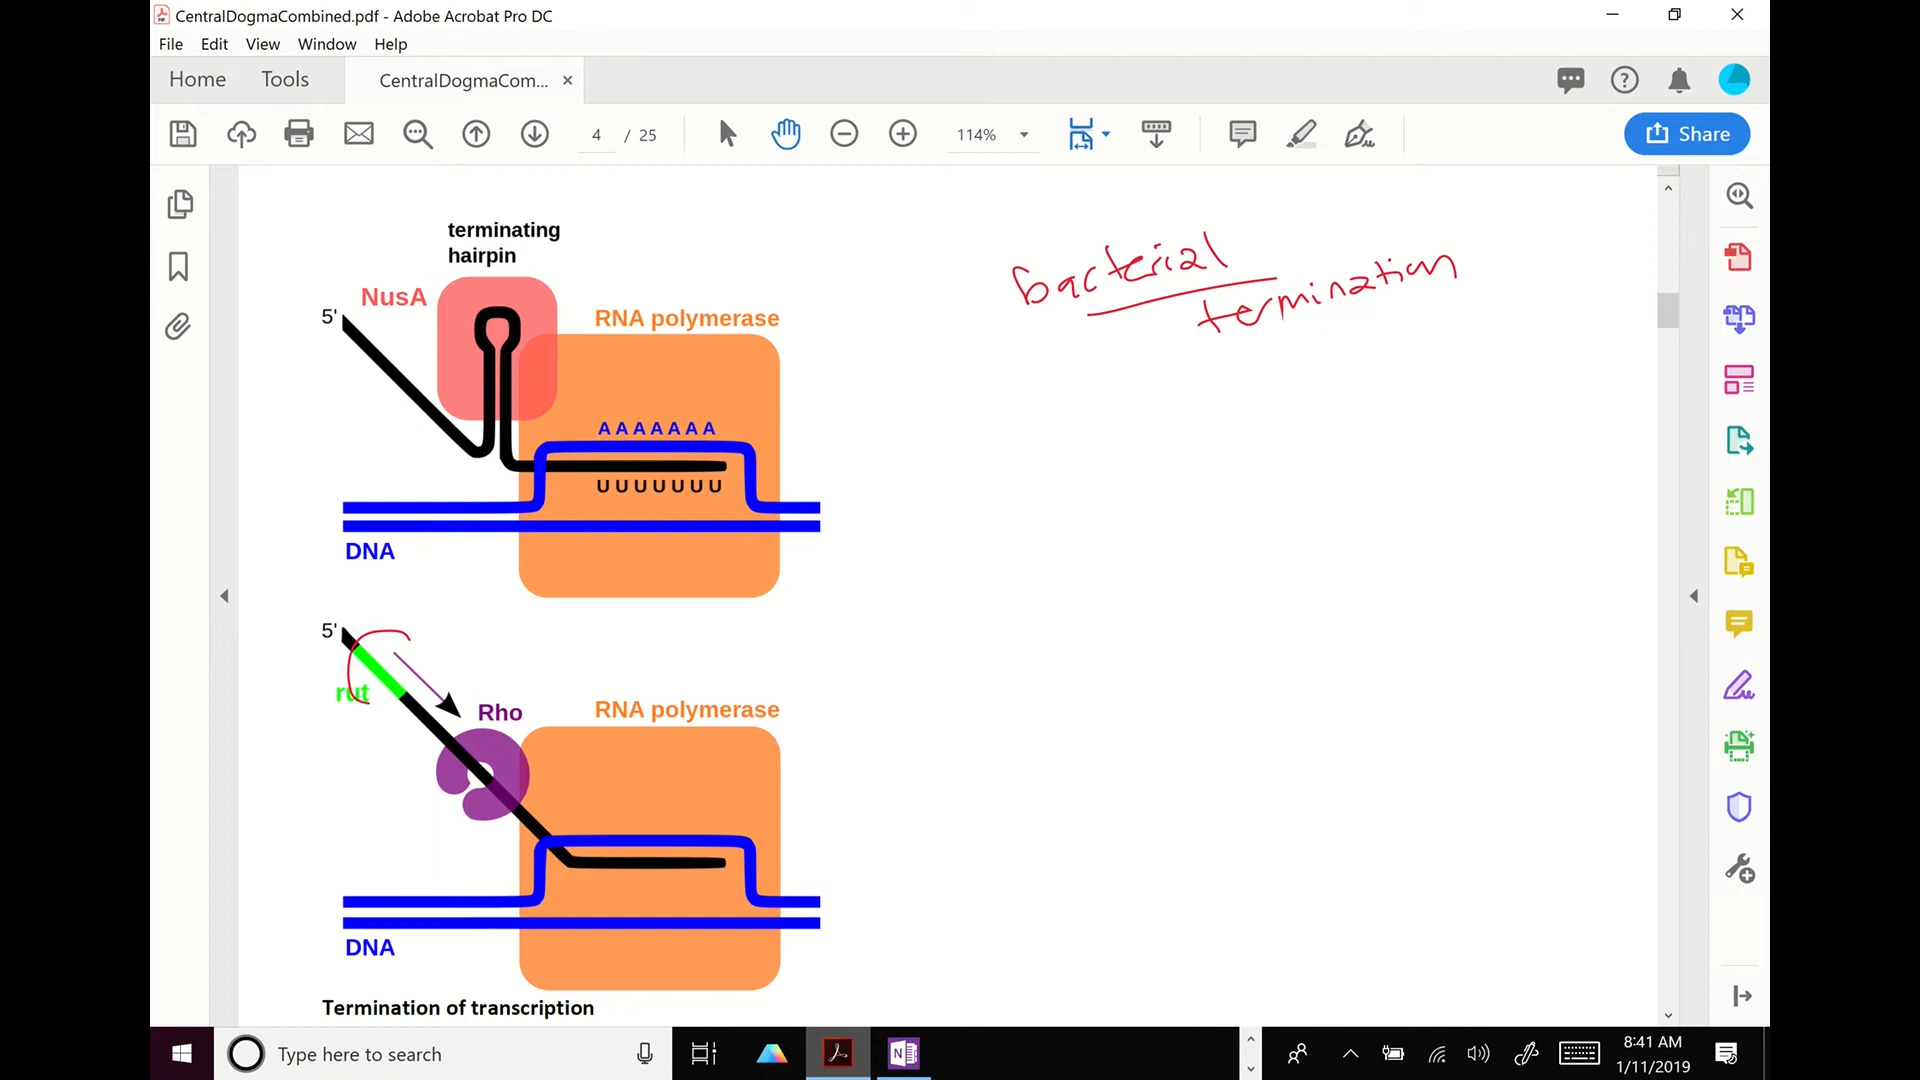 CentralDogmaCombined.pdf - Adobe Acrobat Pro DC
File Edit View Window Help
Home Tools CentralDogmaCom... ×
4 / 25 114% Share
terminating
hairpin
bacterial
termination
NusA
5' RNA polymerase
A A A A A A A
U U U U U U U
DNA
5'
rut
Rho RNA polymerase
DNA
Termination of transcription
Type here to search
8:41 AM
1/11/2019